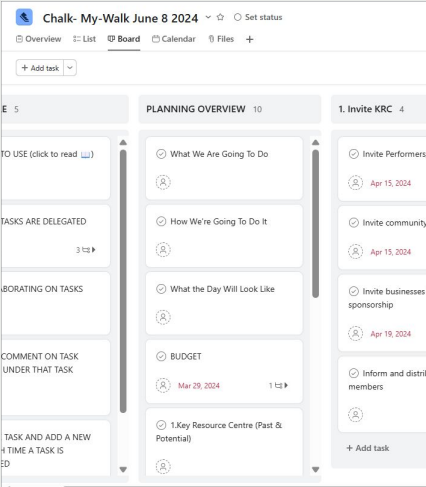 Chalk- My-Walk June 8 2024 Set status
Overview List Board Calendar Files +
+ Add task
E 5
TO USE (click to read 📖)
TASKS ARE DELEGATED
3
ABORATING ON TASKS
COMMENT ON TASK
UNDER THAT TASK
TASK AND ADD A NEW
H TIME A TASK IS
ED
PLANNING OVERVIEW 10
What We Are Going To Do
How We're Going To Do It
What the Day Will Look Like
BUDGET
Mar 29, 2024 1
1.Key Resource Centre (Past &
Potential)
1. Invite KRC 4
Invite Performers
Apr 15, 2024
Invite community
Apr 15, 2024
Invite businesses
sponsorship
Apr 19, 2024
Inform and distri
members
+ Add task